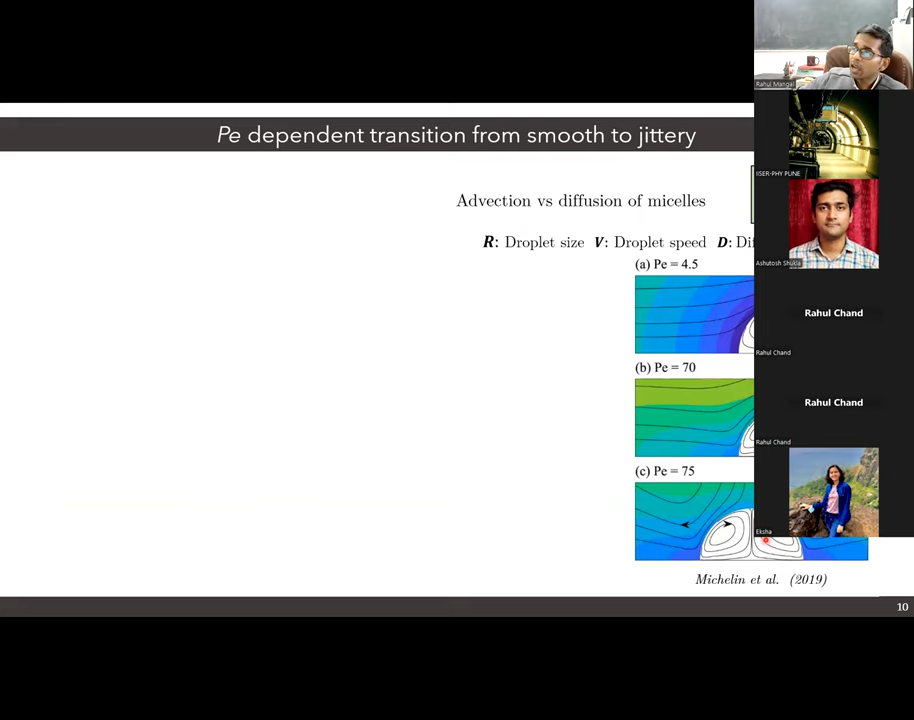 Rahul Mangal
Pe dependent transition from smooth to jittery
IISER-PHY PUNE
Advection vs diffusion of micelles
R: Droplet size V: Droplet speed D: Di
Ashutosh Shukla
(a) Pe = 4.5
Rahul Chand
Rahul Chand
(b) Pe = 70
Rahul Chand
Rahul Chand
(c) Pe = 75
Eksha
Michelin et al. (2019)
10